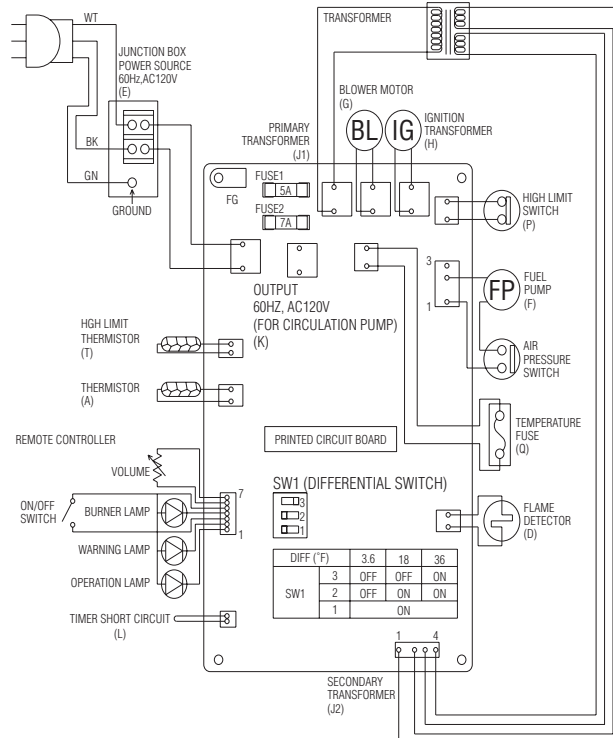 WT
TRANSFORMER
JUNCTION BOX
POWER SOURCE
60Hz,AC120V
(E)
BLOWER MOTOR
(G)
BL
IG
IGNITION
TRANSFORMER
(H)
PRIMARY
TRANSFORMER
(J1)
BK
GN
GROUND
FG
FUSE1
5A
FUSE2
7A
HIGH LIMIT
SWITCH
(P)
OUTPUT
60HZ, AC120V
(FOR CIRCULATION PUMP)
(K)
3
1
FP
FUEL
PUMP
(F)
AIR
PRESSURE
SWITCH
HGH LIMIT
THERMISTOR
(T)
THERMISTOR
(A)
TEMPERATURE
FUSE
(Q)
PRINTED CIRCUIT BOARD
REMOTE CONTROLLER
VOLUME
7
1
ON/OFF
SWITCH
BURNER LAMP
WARNING LAMP
OPERATION LAMP
SW1 (DIFFERENTIAL SWITCH)
3
2
1
FLAME
DETECTOR
(D)
DIFF (°F) 3.6 18 36
SW1 3 OFF OFF ON
2 OFF ON ON
1 ON
TIMER SHORT CIRCUIT
(L)
1 4
SECONDARY
TRANSFORMER
(J2)